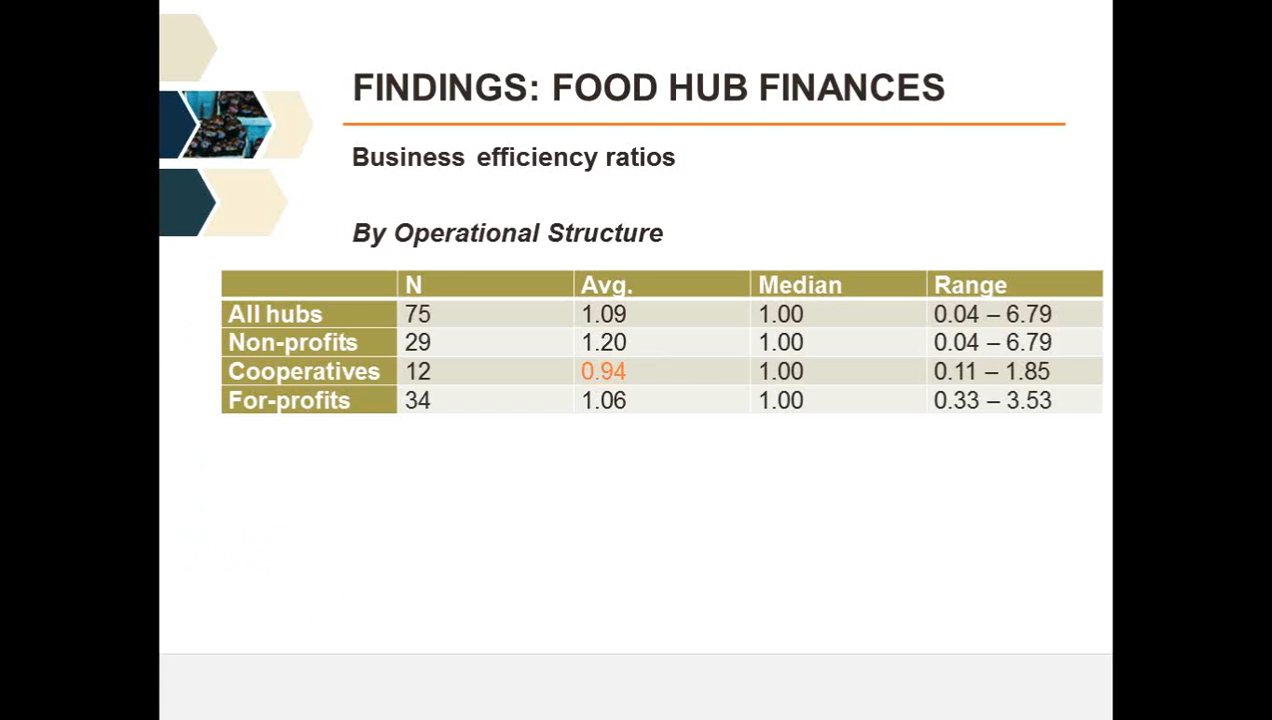 FINDINGS: FOOD HUB FINANCES
Business efficiency ratios
By Operational Structure
N Avg. Median Range
All hubs 75 1.09 1.00 0.04 – 6.79
Non-profits 29 1.20 1.00 0.04 – 6.79
Cooperatives 12 0.94 1.00 0.11 – 1.85
For-profits 34 1.06 1.00 0.33 – 3.53